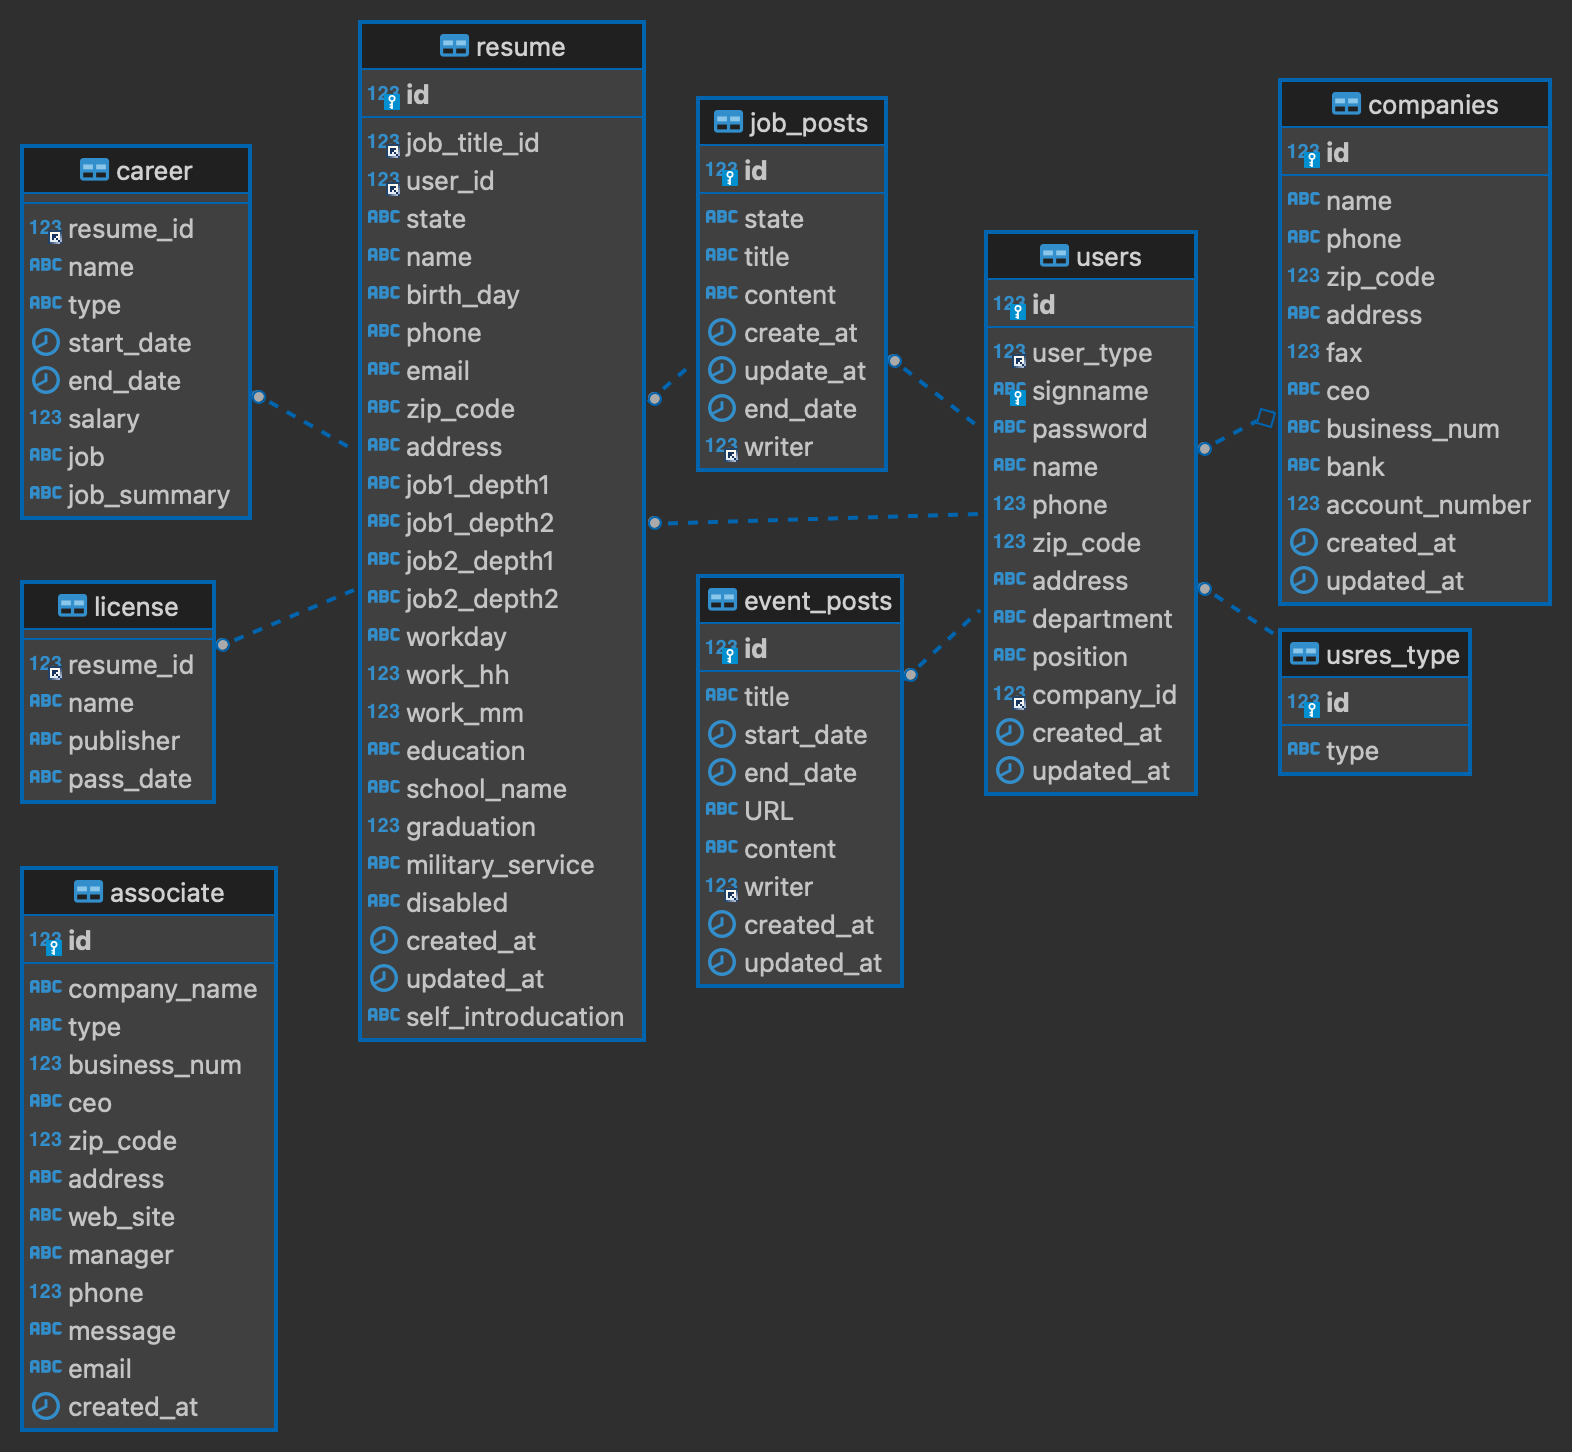 career
123 resume_id
ABC name
ABC type
start_date
end_date
123 salary
ABC job
ABC job_summary
license
123 resume_id
ABC name
ABC publisher
ABC pass_date
associate
123 id
ABC company_name
ABC type
123 business_num
ABC ceo
123 zip_code
ABC address
ABC web_site
ABC manager
123 phone
ABC message
ABC email
created_at
resume
123 id
123 job_title_id
123 user_id
ABC state
ABC name
ABC birth_day
ABC phone
ABC email
ABC zip_code
ABC address
ABC job1_depth1
ABC job1_depth2
ABC job2_depth1
ABC job2_depth2
ABC workday
123 work_hh
123 work_mm
ABC education
ABC school_name
123 graduation
ABC military_service
ABC disabled
created_at
updated_at
ABC self_introducation
job_posts
123 id
ABC state
ABC title
ABC content
create_at
update_at
end_date
123 writer
event_posts
123 id
ABC title
start_date
end_date
ABC URL
ABC content
123 writer
created_at
updated_at
users
123 id
123 user_type
ABC signname
ABC password
ABC name
123 phone
123 zip_code
ABC address
ABC department
ABC position
123 company_id
created_at
updated_at
companies
123 id
ABC name
ABC phone
123 zip_code
ABC address
123 fax
ABC ceo
ABC business_num
ABC bank
123 account_number
created_at
updated_at
usres_type
123 id
ABC type